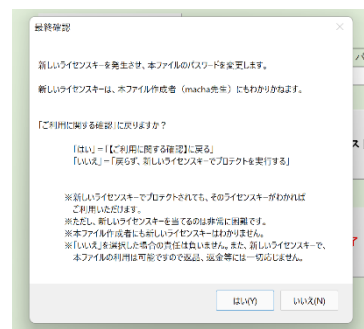 最終確認
新しいライセンスキーを発生させ、本ファイルのパスワードを変更します。
新しいライセンスキーは、本ファイル作成者（macha先生）にもわかりかねます。
「ご利用に関する確認」に戻りますか？
「はい」＝「【ご利用に関する確認】に戻る」
「いいえ」＝「戻らず、新しいライセンスキーでプロテクトを実行する」
※新しいライセンスキーでプロテクトされても、そのライセンスキーがわかれば
ご利用いただけます。
※ただし、新しいライセンスキーを当てるのは非常に困難です。
※本ファイル作成者にも新しいライセンスキーはわかりません。
※「いいえ」を選択した場合の責任は負いません。また、新しいライセンスキーで、
本ファイルの利用は可能ですので返品、返金等には一切応じません。
はい(Y)
いいえ(N)
パ
ス
了